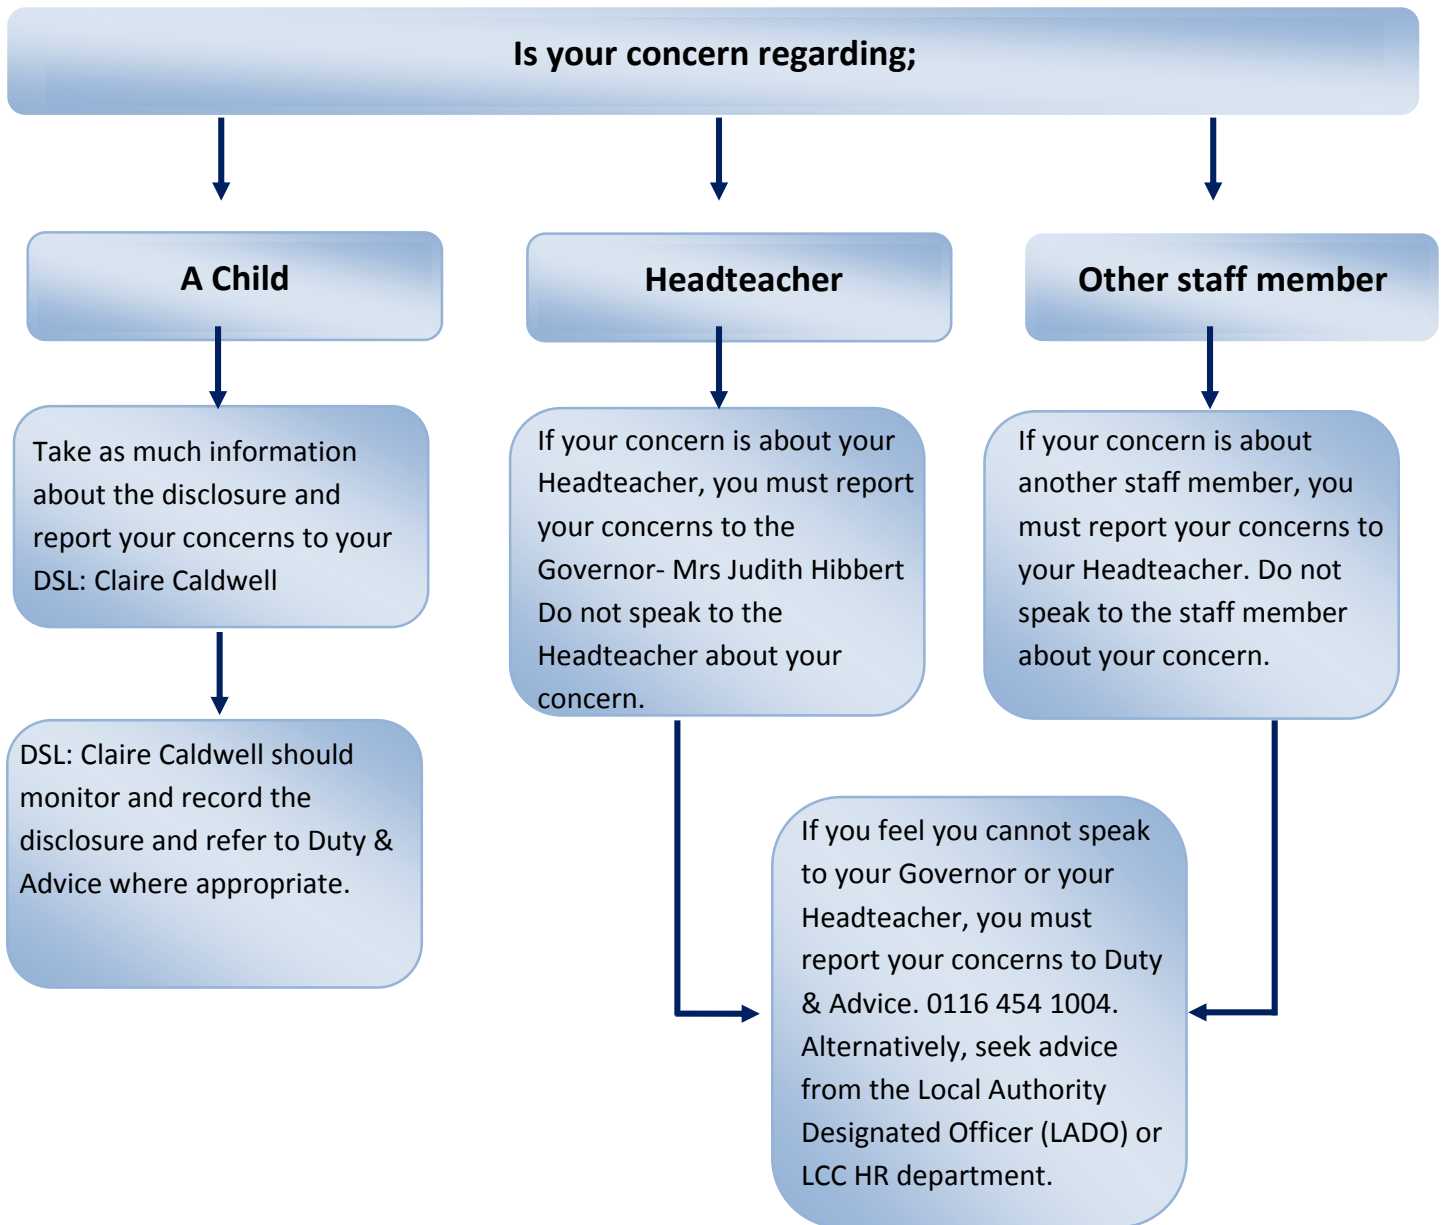 Is your concern regarding;
A Child
Headteacher
Other staff member
Take as much information
about the disclosure and
report your concerns to your
DSL: Claire Caldwell
If your concern is about your
Headteacher, you must report
your concerns to the
Governor- Mrs Judith Hibbert
Do not speak to the
Headteacher about your
concern.
If your concern is about
another staff member, you
must report your concerns to
your Headteacher. Do not
speak to the staff member
about your concern.
DSL: Claire Caldwell should
monitor and record the
disclosure and refer to Duty &
Advice where appropriate.
If you feel you cannot speak
to your Governor or your
Headteacher, you must
report your concerns to Duty
& Advice. 0116 454 1004.
Alternatively, seek advice
from the Local Authority
Designated Officer (LADO) or
LCC HR department.